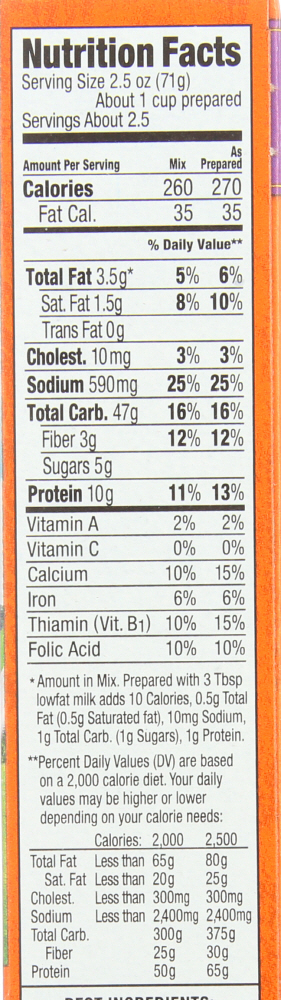 Nutrition Facts
Serving Size 2.5 oz (71g)
About 1 cup prepared
Servings About 2.5
Amount Per Serving Mix As Prepared
Calories 260 270
Fat Cal. 35 35
% Daily Value**
Total Fat 3.5g* 5% 6%
Sat. Fat 1.5g 8% 10%
Trans Fat 0g
Cholest. 10mg 3% 3%
Sodium 590mg 25% 25%
Total Carb. 47g 16% 16%
Fiber 3g 12% 12%
Sugars 5g
Protein 10g 11% 13%
Vitamin A 2% 2%
Vitamin C 0% 0%
Calcium 10% 15%
Iron 6% 6%
Thiamin (Vit. B1) 10% 15%
Folic Acid 10% 10%
*Amount in Mix. Prepared with 3 Tbsp
lowfat milk adds 10 Calories, 0.5g Total
Fat (0.5g Saturated fat), 10mg Sodium,
1g Total Carb. (1g Sugars), 1g Protein.
**Percent Daily Values (DV) are based
on a 2,000 calorie diet. Your daily
values may be higher or lower
depending on your calorie needs:
Calories: 2,000 2,500
Total Fat Less than 65g 80g
Sat. Fat Less than 20g 25g
Cholest. Less than 300mg 300mg
Sodium Less than 2,400mg 2,400mg
Total Carb. 300g 375g
Fiber 25g 30g
Protein 50g 65g